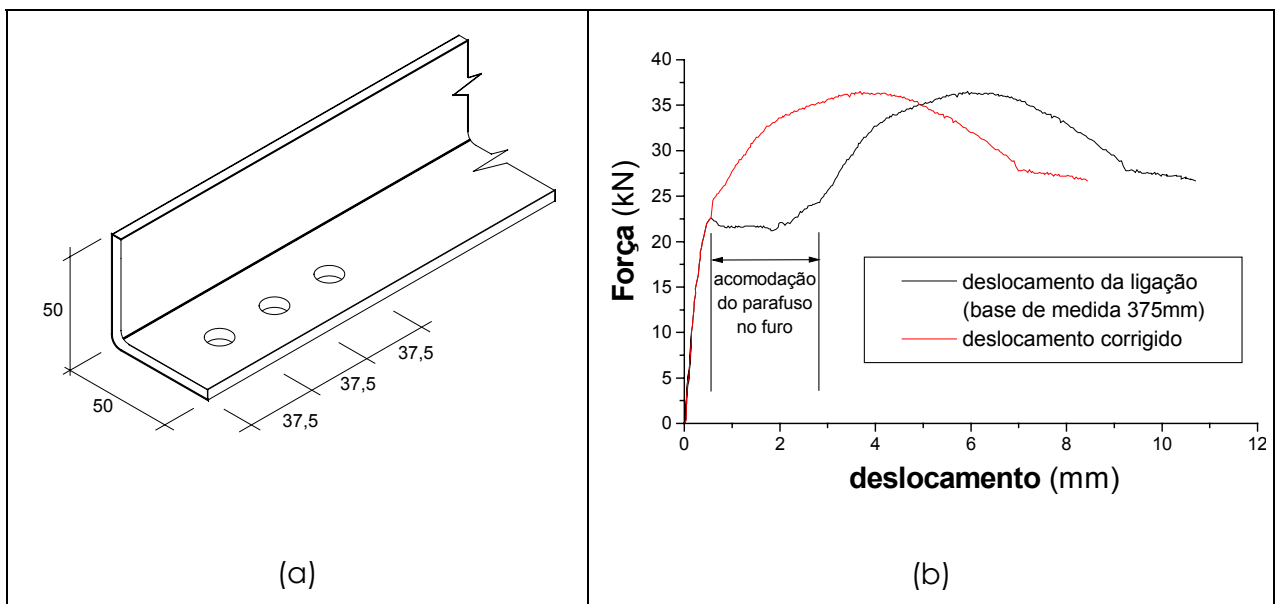 50
50
37,5
37,5
37,5
(a)
40
35
30
25
20
15
10
5
0
Força (kN)
acomodação
do parafuso
no furo
deslocamento da ligação
(base de medida 375mm)
deslocamento corrigido
0 2 4 6 8 10 12
deslocamento (mm)
(b)